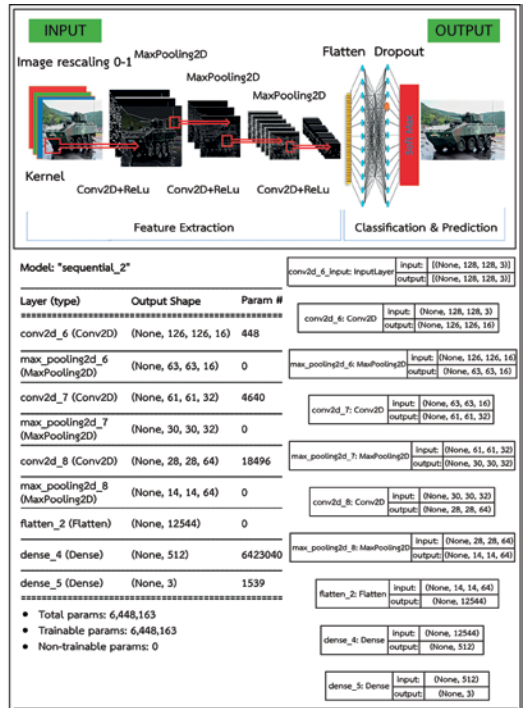 INPUT
OUTPUT
Image rescaling 0-1
MaxPooling2D
MaxPooling2D
MaxPooling2D
Flatten Dropout
Kernel
Conv2D+ReLu
Conv2D+ReLu
Conv2D+ReLu
Feature Extraction
Classification & Prediction
Model: "sequential_2"
Layer (type) Output Shape Param #
conv2d_6 (Conv2D) (None, 126, 126, 16) 448
max_pooling2d_6 (None, 63, 63, 16) 0
(MaxPooling2D)
conv2d_7 (Conv2D) (None, 61, 61, 32) 4640
max_pooling2d_7 (None, 30, 30, 32) 0
(MaxPooling2D)
conv2d_8 (Conv2D) (None, 28, 28, 64) 18496
max_pooling2d_8 (None, 14, 14, 64) 0
(MaxPooling2D)
flatten_2 (Flatten) (None, 12544) 0
dense_4 (Dense) (None, 512) 6423040
dense_5 (Dense) (None, 3) 1539
• Total params: 6,448,163
• Trainable params: 6,448,163
• Non-trainable params: 0
conv2d_6_input: InputLayer input: [(None, 128, 128, 3)]
output: [(None, 128, 128, 3)]
conv2d_6: Conv2D input: (None, 128, 128, 3)
output: (None, 126, 126, 16)
max_pooling2d_6: MaxPooling2D input: (None, 126, 126, 16)
output: (None, 63, 63, 16)
conv2d_7: Conv2D input: (None, 63, 63, 16)
output: (None, 61, 61, 32)
max_pooling2d_7: MaxPooling2D input: (None, 61, 61, 32)
output: (None, 30, 30, 32)
conv2d_8: Conv2D input: (None, 30, 30, 32)
output: (None, 28, 28, 64)
max_pooling2d_8: MaxPooling2D input: (None, 28, 28, 64)
output: (None, 14, 14, 64)
flatten_2: Flatten input: (None, 14, 14, 64)
output: (None, 12544)
dense_4: Dense input: (None, 12544)
output: (None, 512)
dense_5: Dense input: (None, 512)
output: (None, 3)